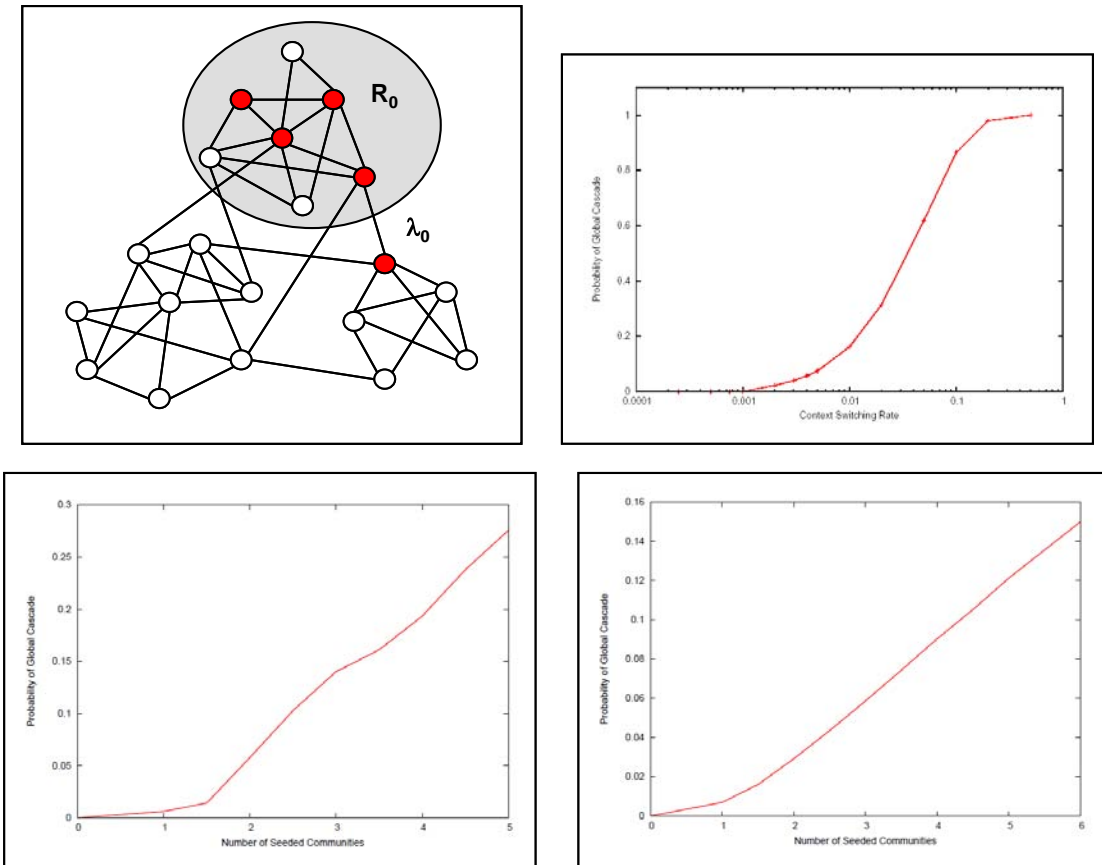 R0
λ0
1
0.8
0.6
0.4
0.2
0
Probability of Global Cascade
0.0001 0.001 0.01 0.1 1
Context Switching Rate
0.3
0.25
0.2
0.15
0.1
0.05
0
Probability of Global Cascade
0 1 2 3 4 5
Number of Seeded Communities
0.16
0.14
0.12
0.1
0.08
0.06
0.04
0.02
0
Probability of Global Cascade
0 1 2 3 4 5 6
Number of Seeded Communities